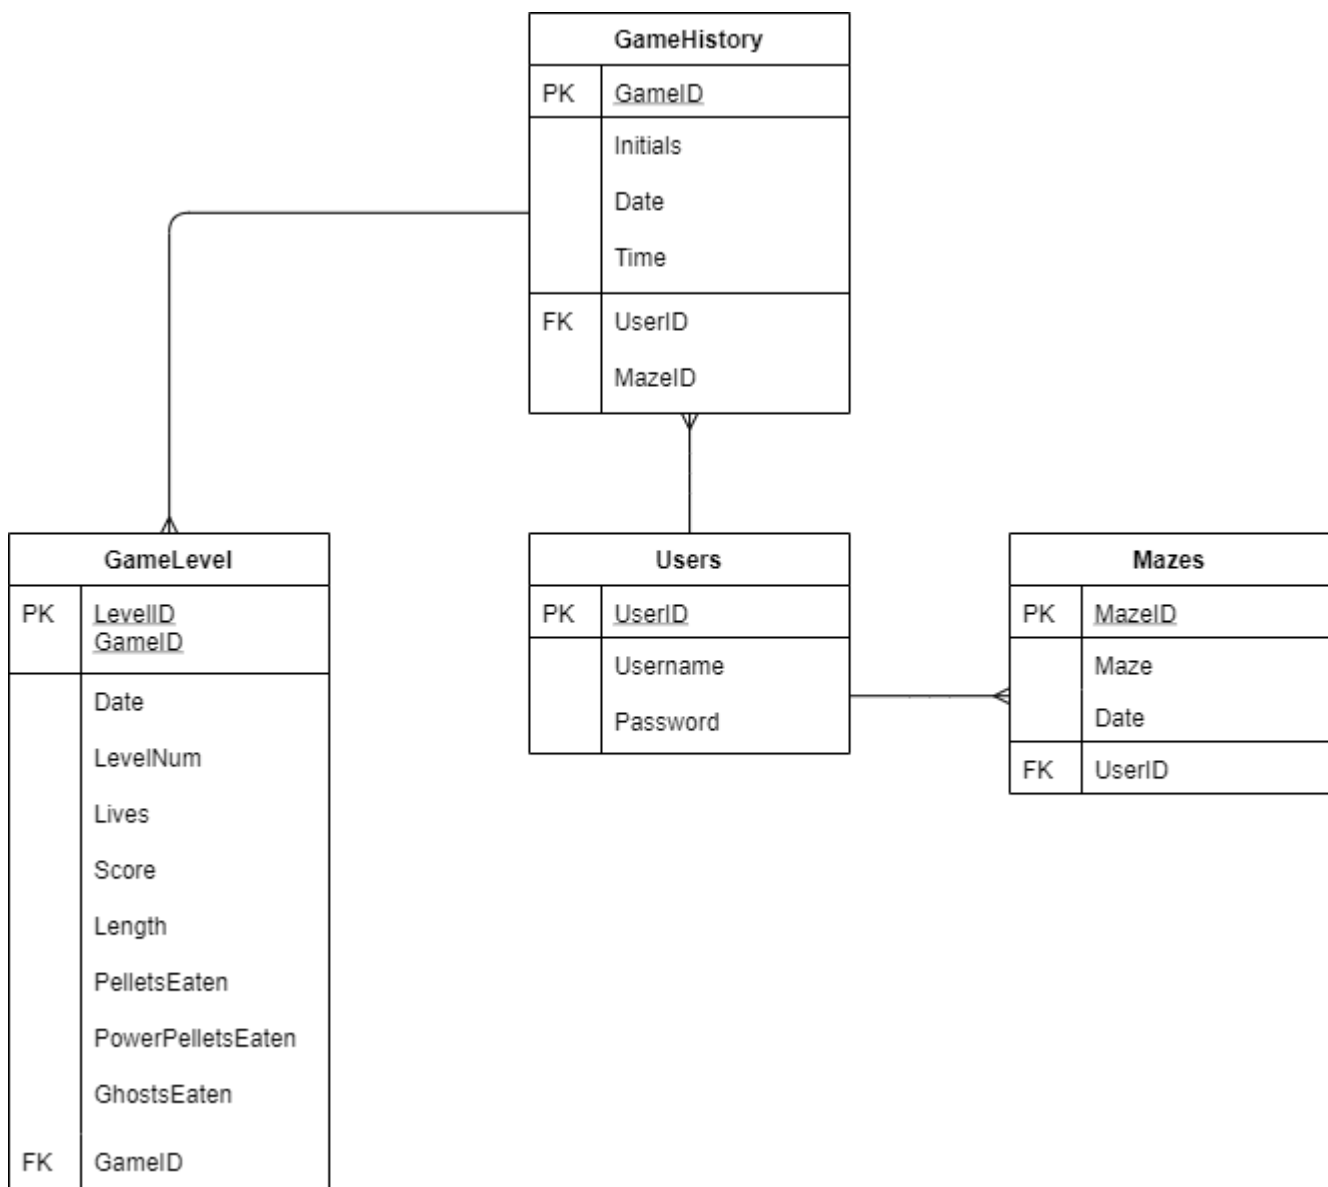 GameHistory
PK GameID
Initials
Date
Time
FK UserID
MazeID
GameLevel
PK LevelID
GameID
Date
LevelNum
Lives
Score
Length
PelletsEaten
PowerPelletsEaten
GhostsEaten
FK GameID
Users
PK UserID
Username
Password
Mazes
PK MazeID
Maze
Date
FK UserID